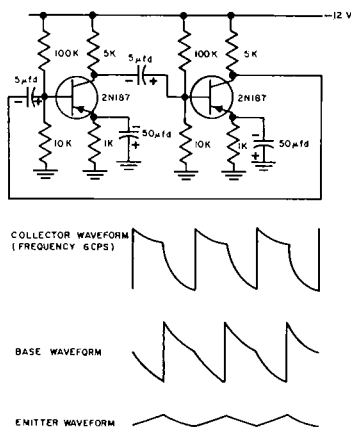 -12 V
100K
5K
100K
5K
5µfd
5µfd
2N187
2N187
10K
1K
50µfd
10K
1K
50µfd
COLLECTOR WAVEFORM
(FREQUENCY 6CPS)
BASE WAVEFORM
EMITTER WAVEFORM